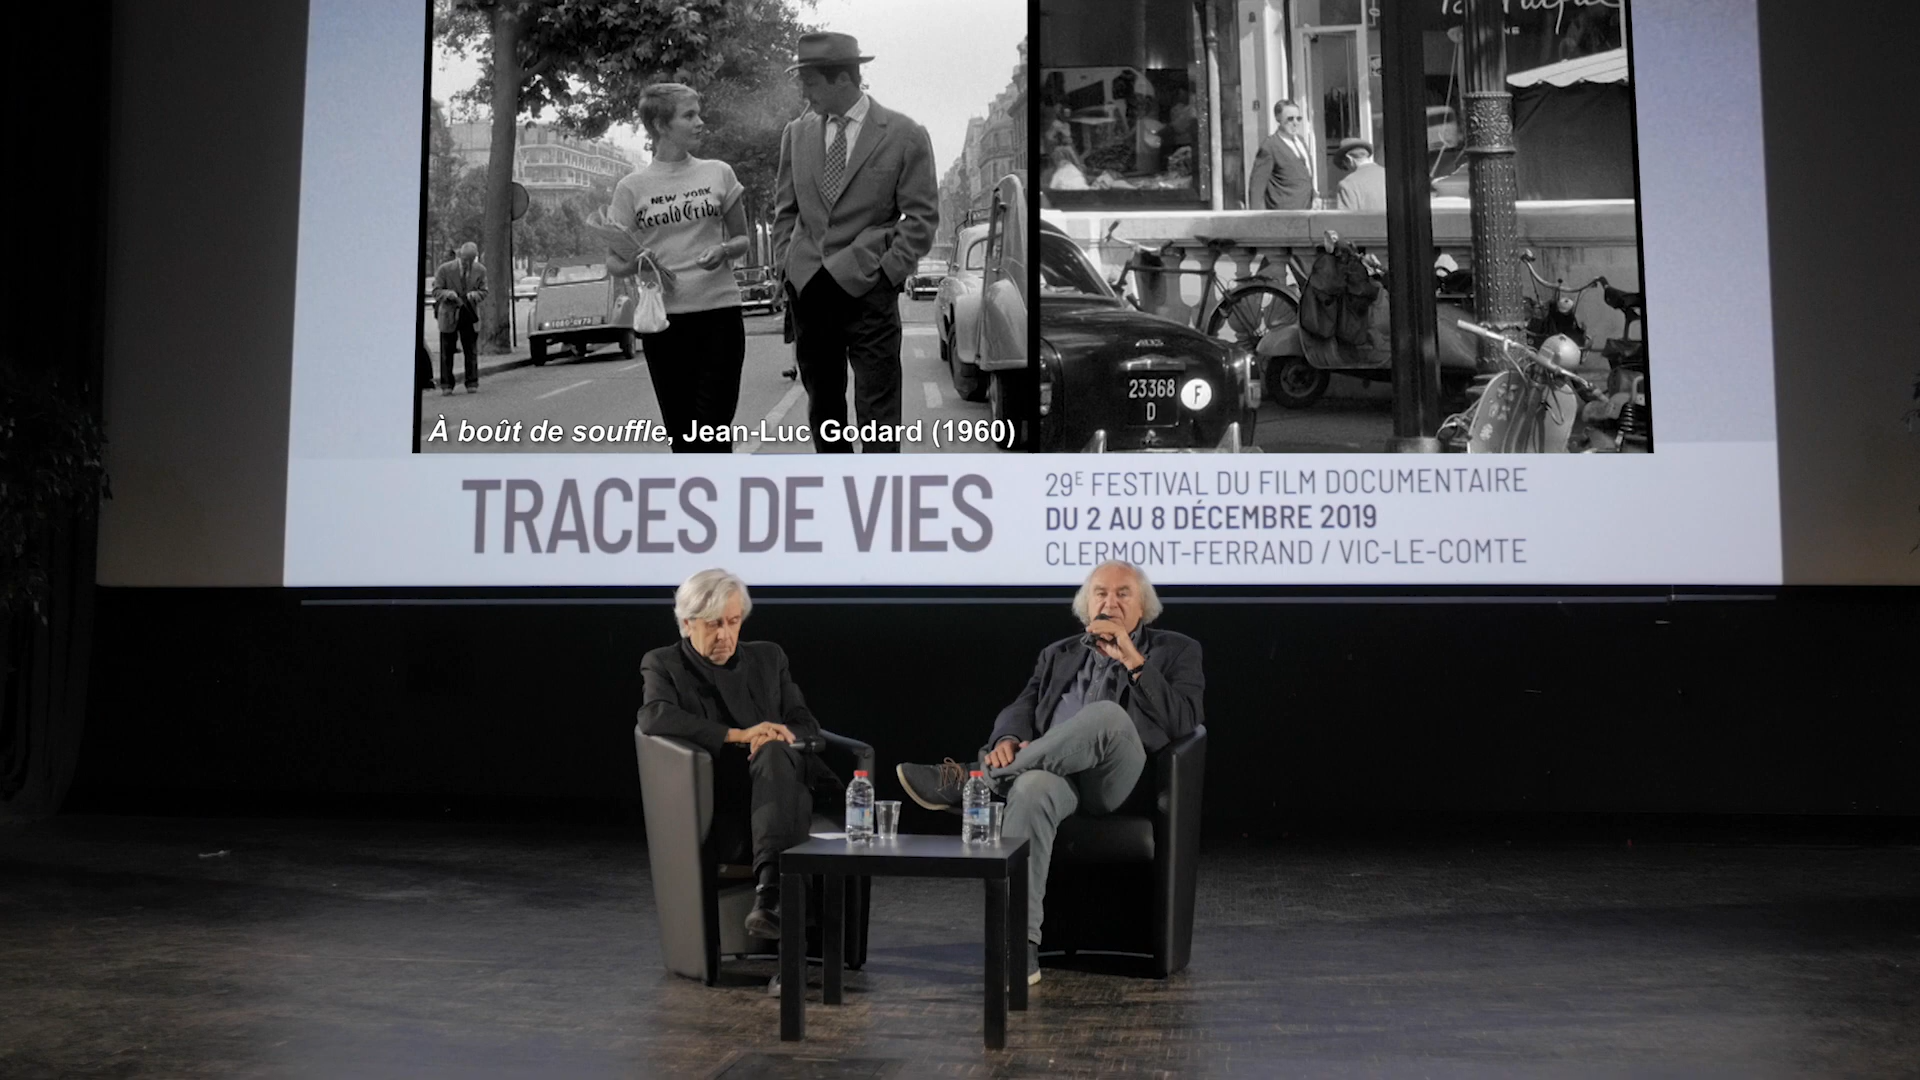 NEW YORK
Herald Tribu
À boût de souffle, Jean-Luc Godard (1960)
23368
D
F
TRACES DE VIES
29E FESTIVAL DU FILM DOCUMENTAIRE
DU 2 AU 8 DÉCEMBRE 2019
CLERMONT-FERRAND / VIC-LE-COMTE